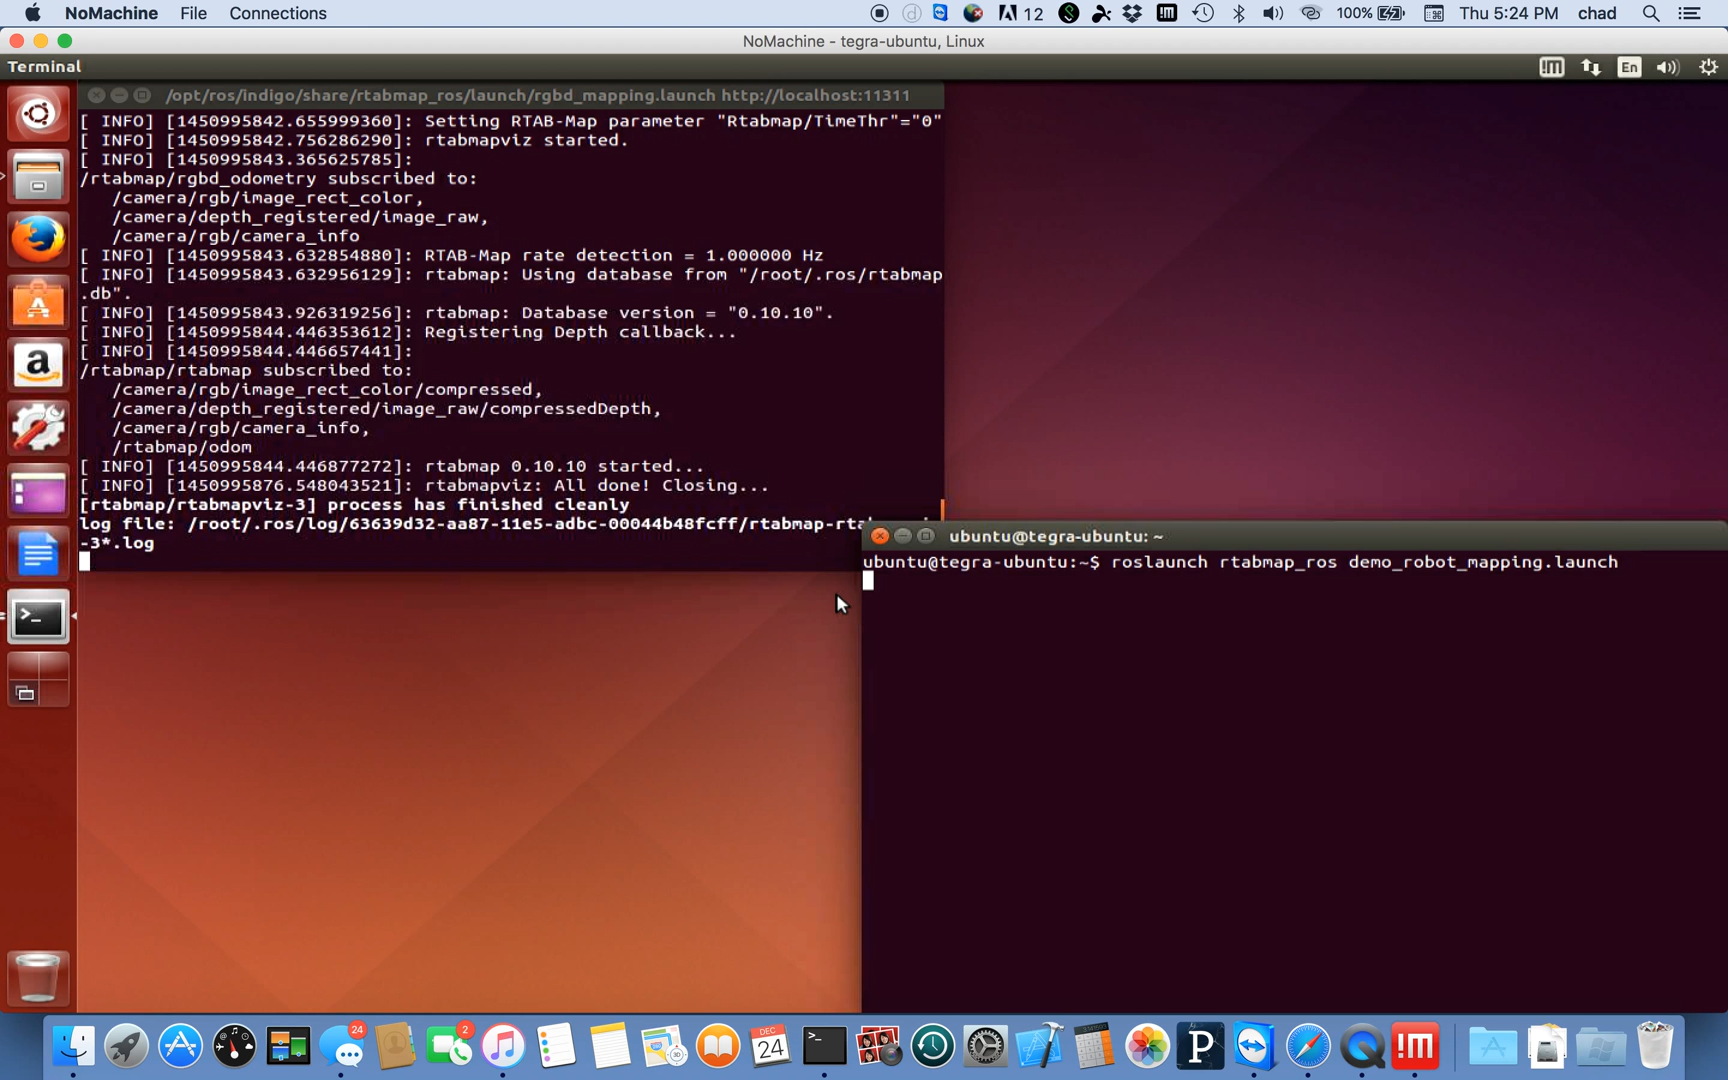 NoMachine File Connections 12 100% Thu 5:24 PM chad
NoMachine - tegra-ubuntu, Linux
Terminal
!M En
/opt/ros/indigo/share/rtabmap_ros/launch/rgbd_mapping.launch http://localhost:11311
[ INFO] [1450995842.655999360]: Setting RTAB-Map parameter "Rtabmap/TimeThr"="0"
[ INFO] [1450995842.756286290]: rtabmapviz started.
[ INFO] [1450995843.365625785]:
/rtabmap/rgbd_odometry subscribed to:
/camera/rgb/image_rect_color,
/camera/depth_registered/image_raw,
/camera/rgb/camera_info
[ INFO] [1450995843.632854880]: RTAB-Map rate detection = 1.000000 Hz
[ INFO] [1450995843.632956129]: rtabmap: Using database from "/root/.ros/rtabmap
.db".
[ INFO] [1450995843.926319256]: rtabmap: Database version = "0.10.10".
[ INFO] [1450995844.446353612]: Registering Depth callback...
[ INFO] [1450995844.446657441]:
/rtabmap/rtabmap subscribed to:
/camera/rgb/image_rect_color/compressed,
/camera/depth_registered/image_raw/compressedDepth,
/camera/rgb/camera_info,
/rtabmap/odom
[ INFO] [1450995844.446877272]: rtabmap 0.10.10 started...
[ INFO] [1450995876.548043521]: rtabmapviz: All done! Closing...
[rtabmap/rtabmapviz-3] process has finished cleanly
log file: /root/.ros/log/63639d32-aa87-11e5-adbc-00044b48fcff/rtabmap-rta
-3*.log
ubuntu@tegra-ubuntu: ~
ubuntu@tegra-ubuntu:~$ roslaunch rtabmap_ros demo_robot_mapping.launch
24
2
DEC
24
P
!M